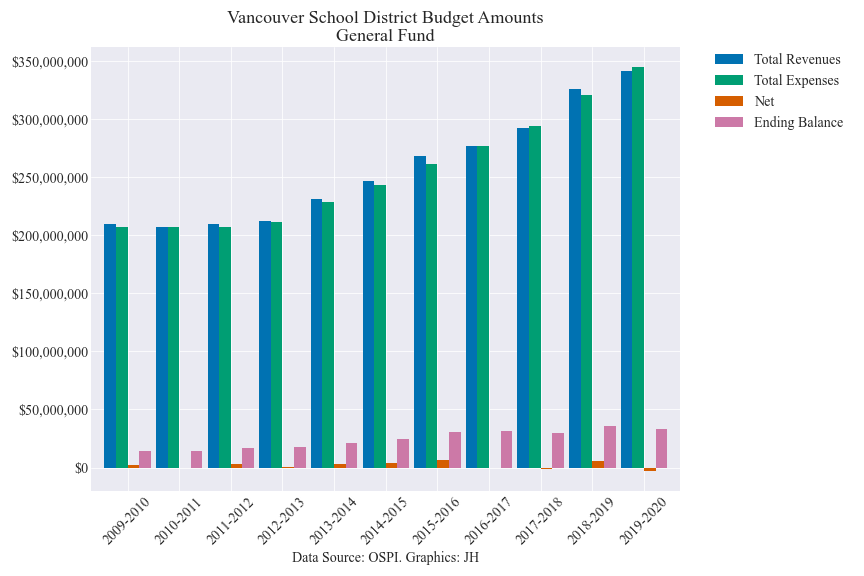 Vancouver School District Budget Amounts
General Fund
$350,000,000
$300,000,000
$250,000,000
$200,000,000
$150,000,000
$100,000,000
$50,000,000
$0
Total Revenues
Total Expenses
Net
Ending Balance
2009-2010
2010-2011
2011-2012
2012-2013
2013-2014
2014-2015
2015-2016
2016-2017
2017-2018
2018-2019
2019-2020
Data Source: OSPI. Graphics: JH